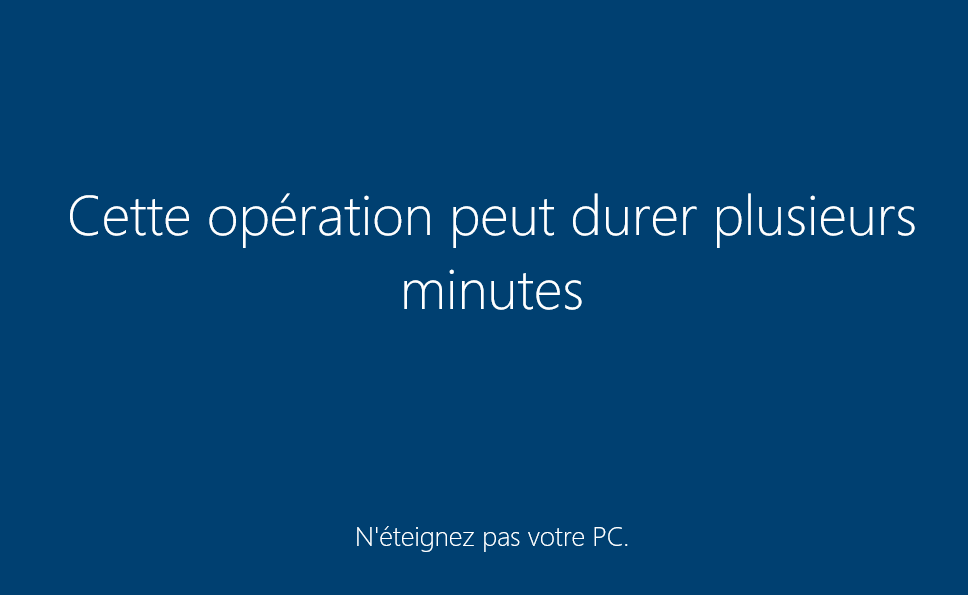 Cette opération peut durer plusieurs
minutes
N'éteignez pas votre PC.